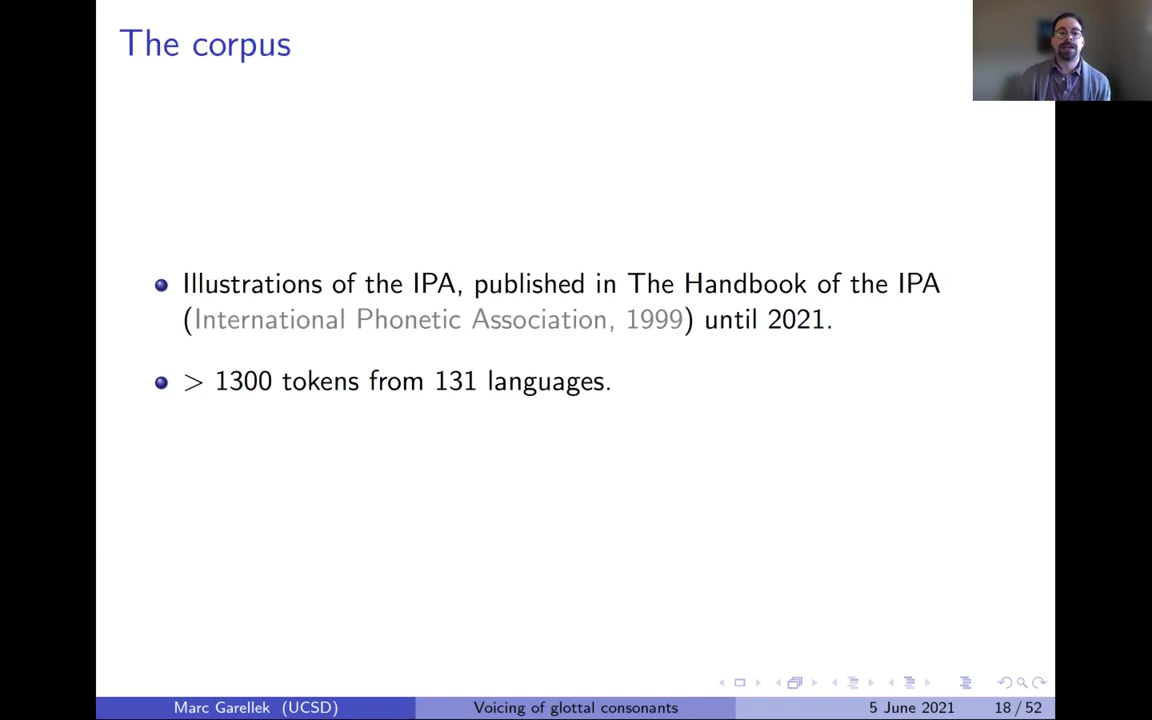 The corpus
Illustrations of the IPA, published in The Handbook of the IPA
(International Phonetic Association, 1999) until 2021.
> 1300 tokens from 131 languages.
Marc Garellek (UCSD) Voicing of glottal consonants 5 June 2021 18 / 52